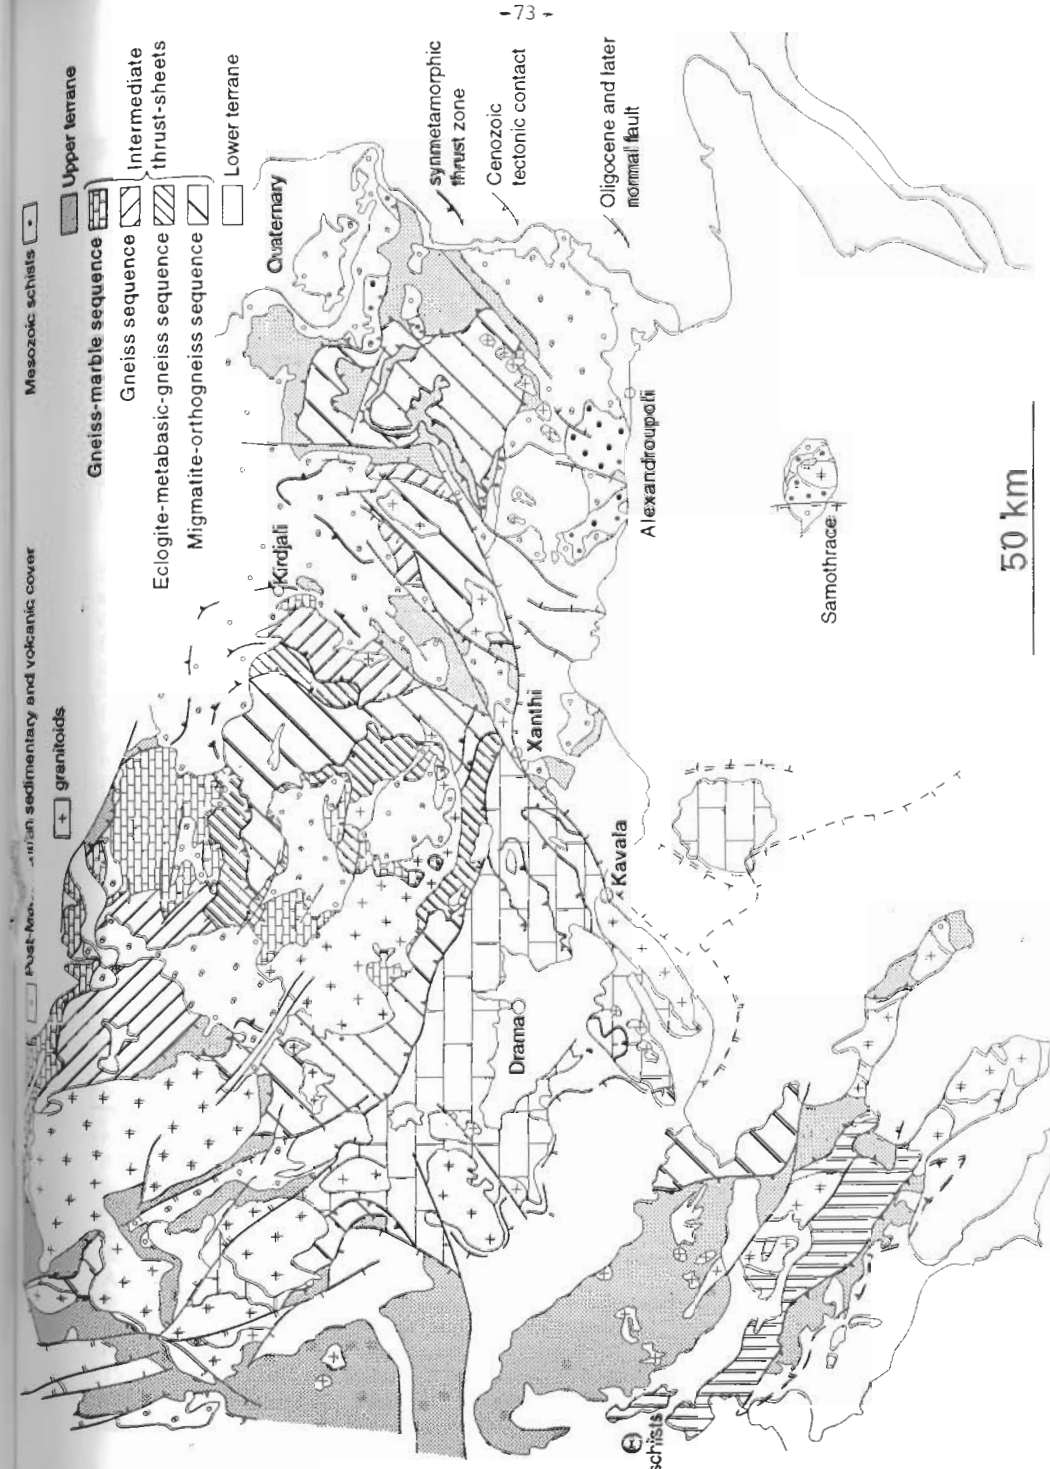 -73-
Post-
sedimentary and volcanic cover
granitoids
Mesozoic schists
Upper terrane
Gneiss-marble sequence
Gneiss sequence
Eclogite-metabasic-gneiss sequence
Migmatite-orthogneiss sequence
Intermediate
thrust-sheets
Lower terrane
synmetamorphic
thrust zone
Cenozoic
tectonic contact
Oligocene and later
normal fault
Quaternary
Kirdjali
Alexandroupoli
Samothrace
Xanthi
Kavala
Drama
50 km
schists